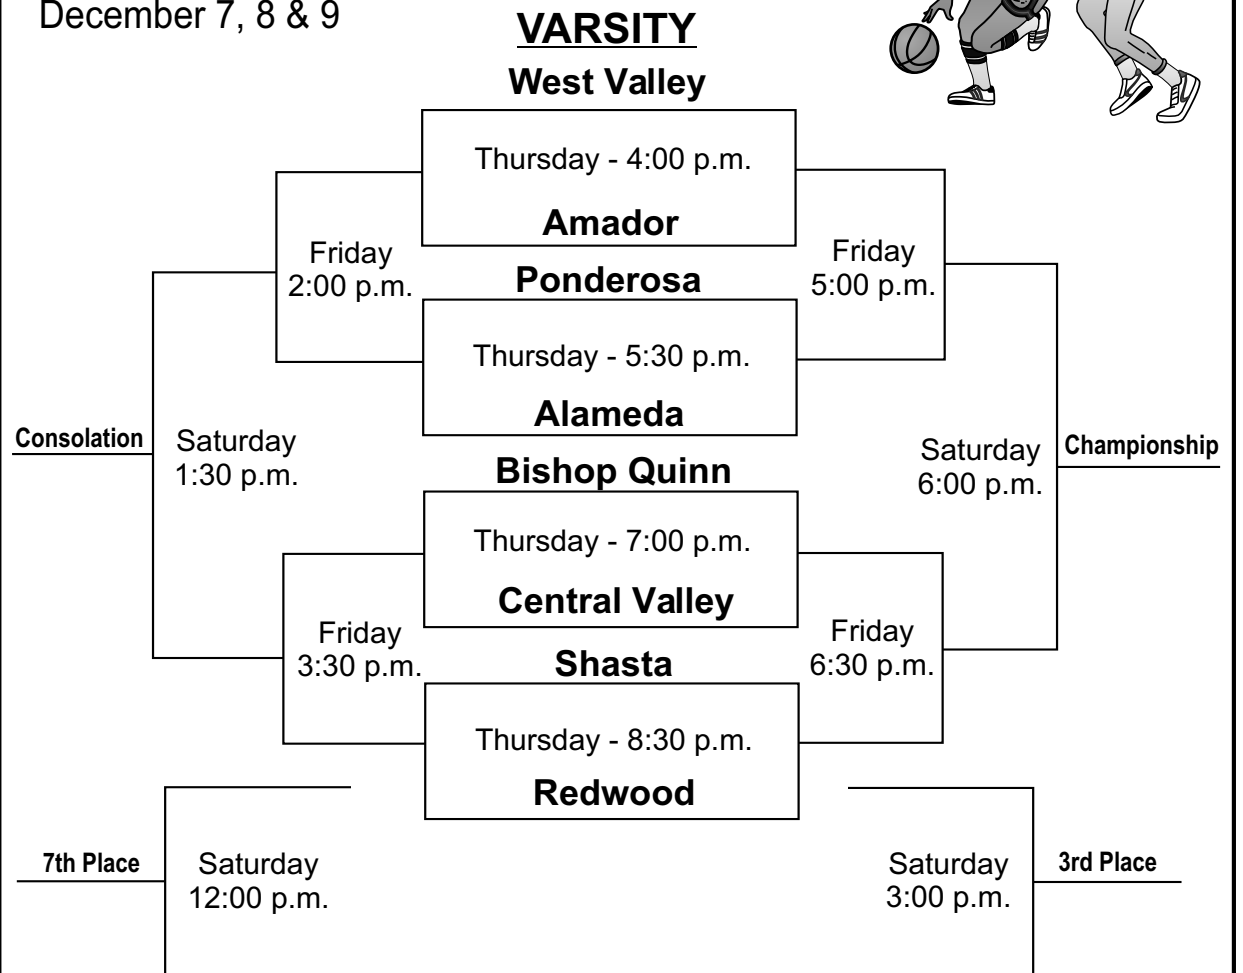 December 7, 8 & 9
VARSITY
West Valley
Thursday - 4:00 p.m.
Amador
Friday
2:00 p.m.
Friday
5:00 p.m.
Ponderosa
Thursday - 5:30 p.m.
Alameda
Consolation
Saturday
1:30 p.m.
Saturday
6:00 p.m.
Championship
Bishop Quinn
Thursday - 7:00 p.m.
Central Valley
Friday
3:30 p.m.
Friday
6:30 p.m.
Shasta
Thursday - 8:30 p.m.
Redwood
7th Place
Saturday
12:00 p.m.
Saturday
3:00 p.m.
3rd Place